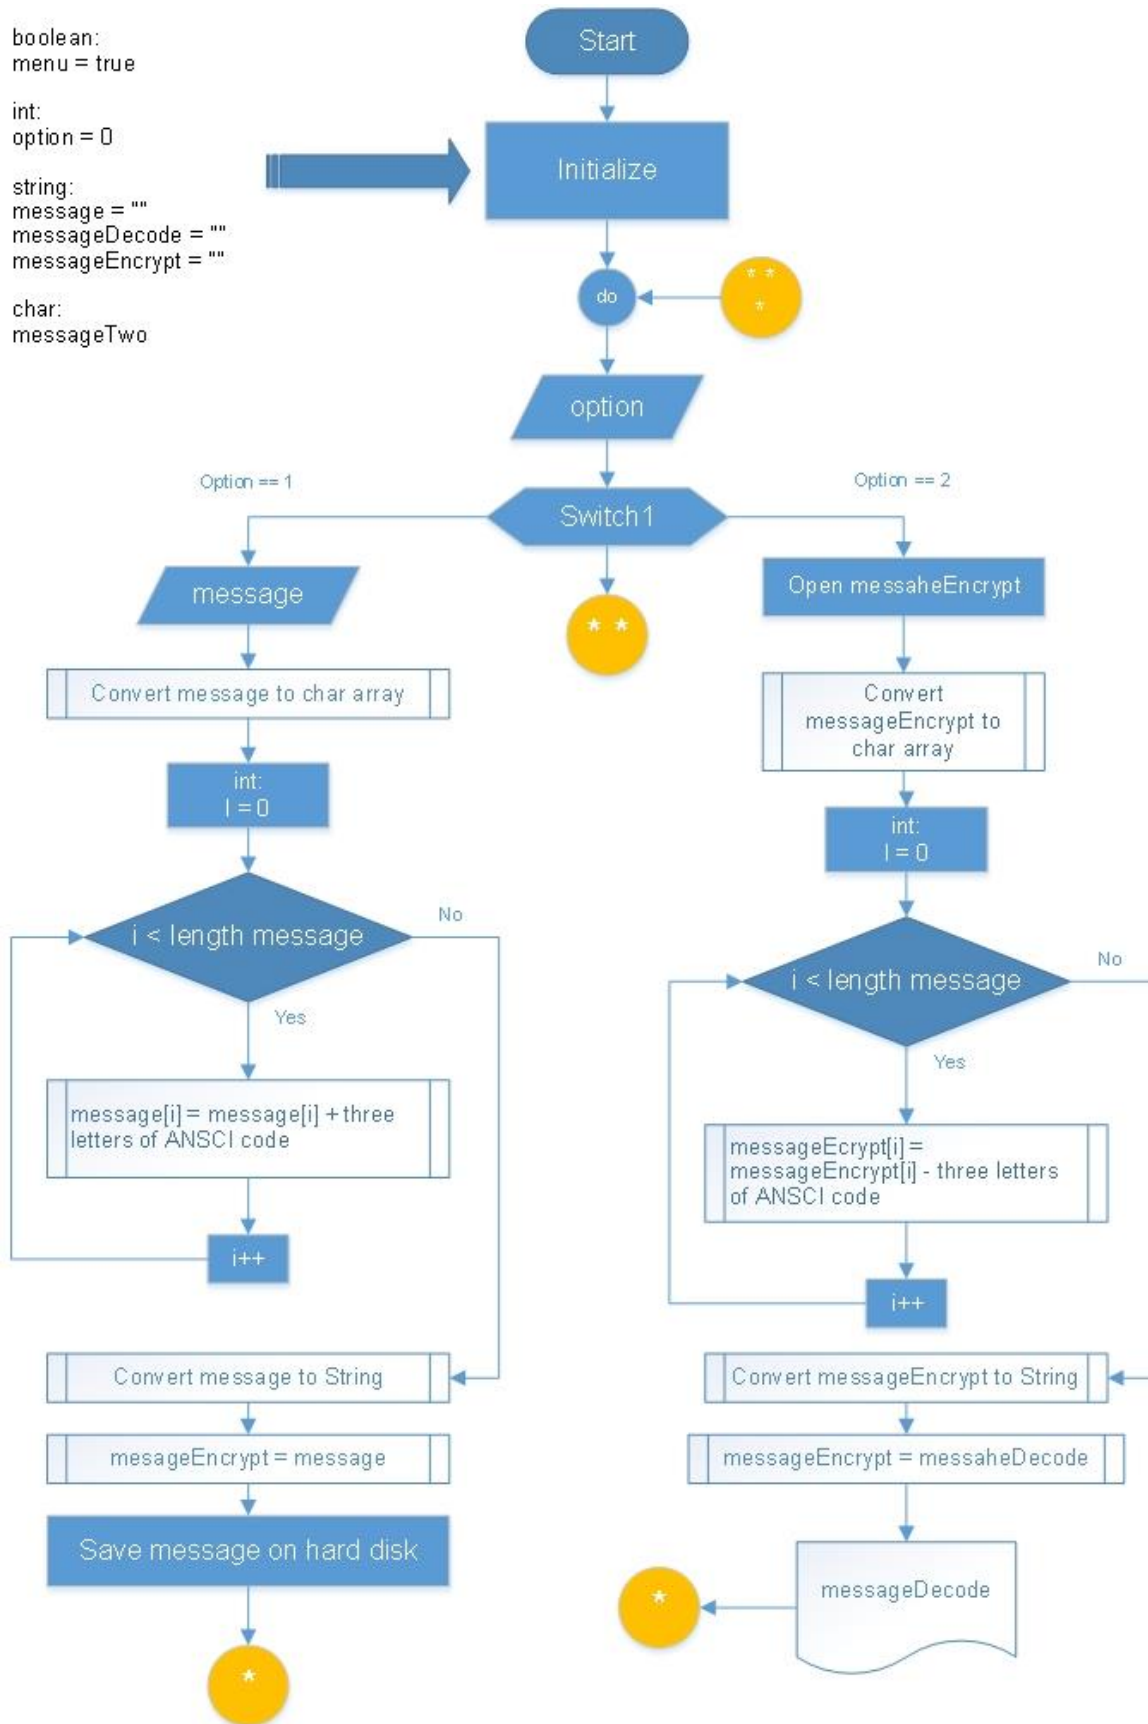 boolean:
menu = true
int:
option = 0
string:
message = ""
messageDecode = ""
messageEncrypt = ""
char:
messageTwo
Start
Initialize
do
* *
*
option
Option == 1
Switch1
Option == 2
* *
message
Convert message to char array
int:
I = 0
i < length message
No
Yes
message[i] = message[i] + three
letters of ANSCI code
i++
Convert message to String
mesageEncrypt = message
Save message on hard disk
*
Open messaheEncrypt
Convert
messageEncrypt to
char array
int:
I = 0
i < length message
No
Yes
messageEcrypt[i] =
messageEncrypt[i] - three letters
of ANSCI code
i++
Convert messageEncrypt to String
messageEncrypt = messaheDecode
messageDecode
*